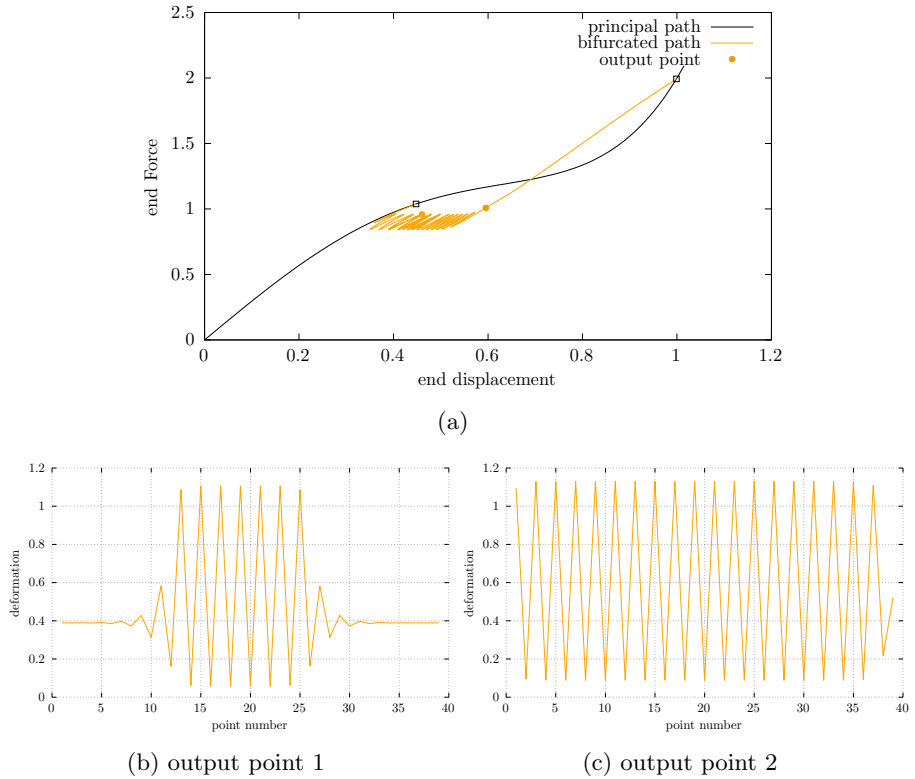 2.5
principal path
bifurcated path
output point
2
1.5
1
0.5
0
end Force
0 0.2 0.4 0.6 0.8 1 1.2
end displacement
(a)
1.2
1
0.8
0.6
0.4
0.2
0
deformation
0 5 10 15 20 25 30 35 40
point number
(b) output point 1
1.2
1
0.8
0.6
0.4
0.2
0
deformation
0 5 10 15 20 25 30 35 40
point number
(c) output point 2